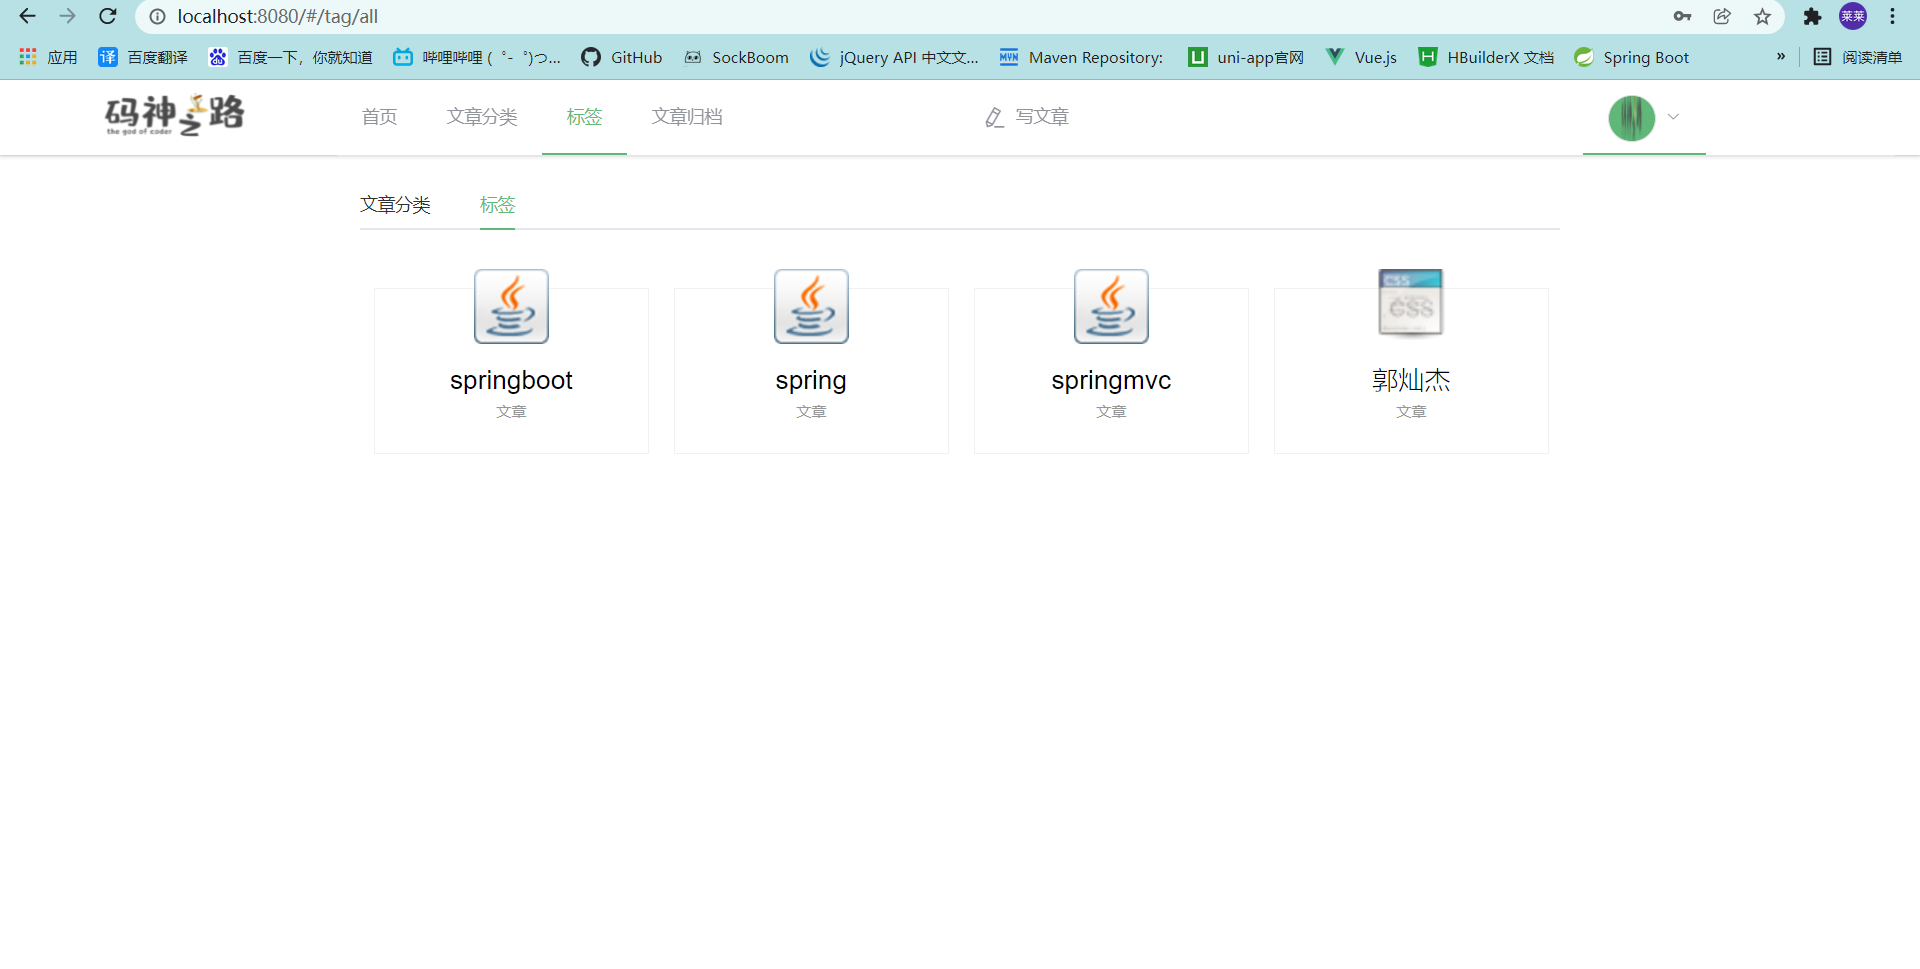 localhost:8080/#/tag/all
莱莱
应用 百度翻译 百度一下，你就知道 哔哩哔哩 ( ゜- ゜)つ... GitHub SockBoom jQuery API 中文文... Maven Repository: uni-app官网 Vue.js HBuilderX 文档 Spring Boot » 阅读清单
码神之路
the god of coder
首页 文章分类 标签 文章归档 写文章
文章分类 标签
springboot spring springmvc 郭灿杰
文章 文章 文章 文章